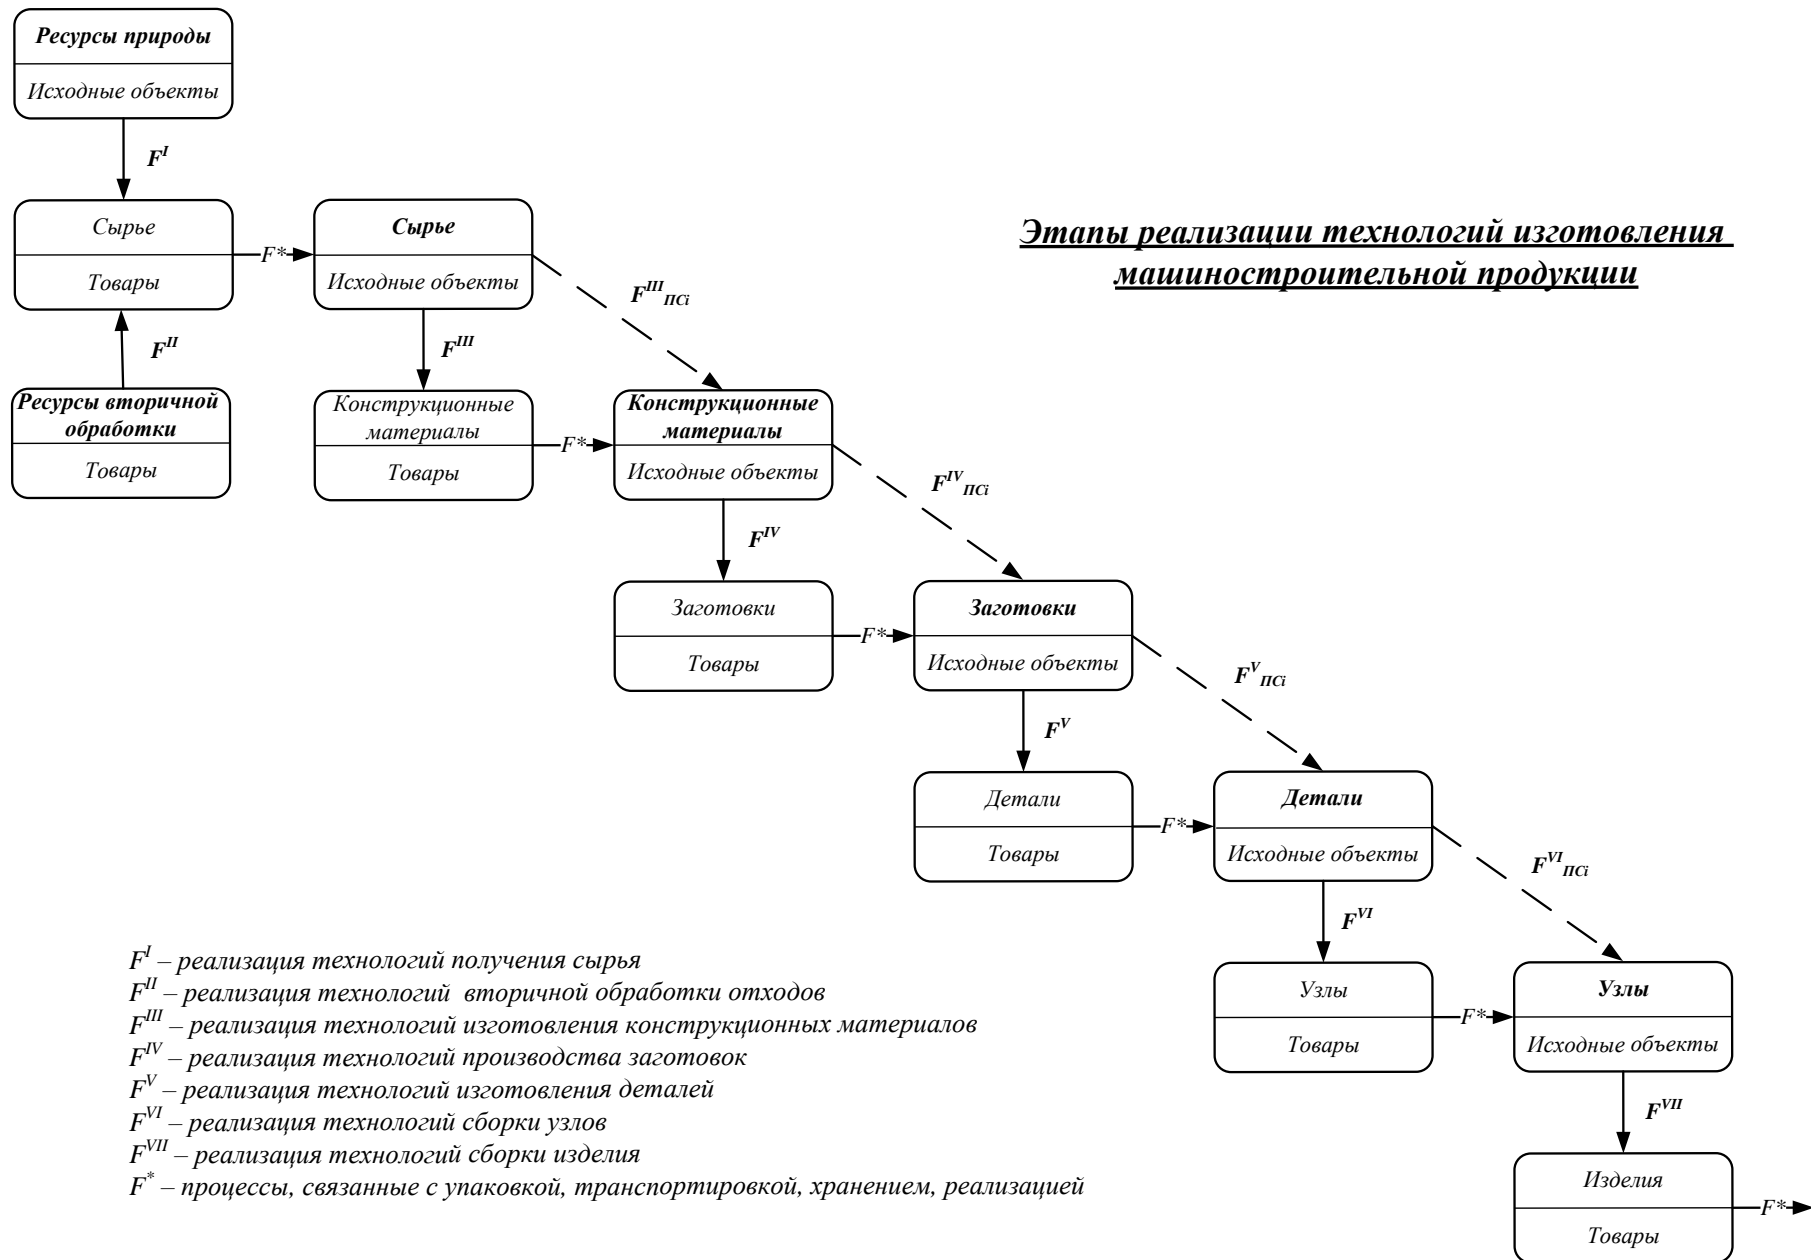 Ресурсы природы
Исходные объекты
F^I
Сырье
Товары
F*
Сырье
Исходные объекты
Этапы реализации технологий изготовления
машиностроительной продукции
F^III_ПСi
F^II
F^III
Ресурсы вторичной
обработки
Товары
Конструкционные
материалы
Товары
F*
Конструкционные
материалы
Исходные объекты
F^IV_ПСi
F^IV
Заготовки
Товары
F*
Заготовки
Исходные объекты
F^V_ПСi
F^V
Детали
Товары
F*
Детали
Исходные объекты
F^VI_ПСi
F^VI
Узлы
Товары
F*
Узлы
Исходные объекты
F^VII
Изделия
Товары
F*
F^I – реализация технологий получения сырья
F^II – реализация технологий вторичной обработки отходов
F^III – реализация технологий изготовления конструкционных материалов
F^IV – реализация технологий производства заготовок
F^V – реализация технологий изготовления деталей
F^VI – реализация технологий сборки узлов
F^VII – реализация технологий сборки изделия
F^* – процессы, связанные с упаковкой, транспортировкой, хранением, реализацией